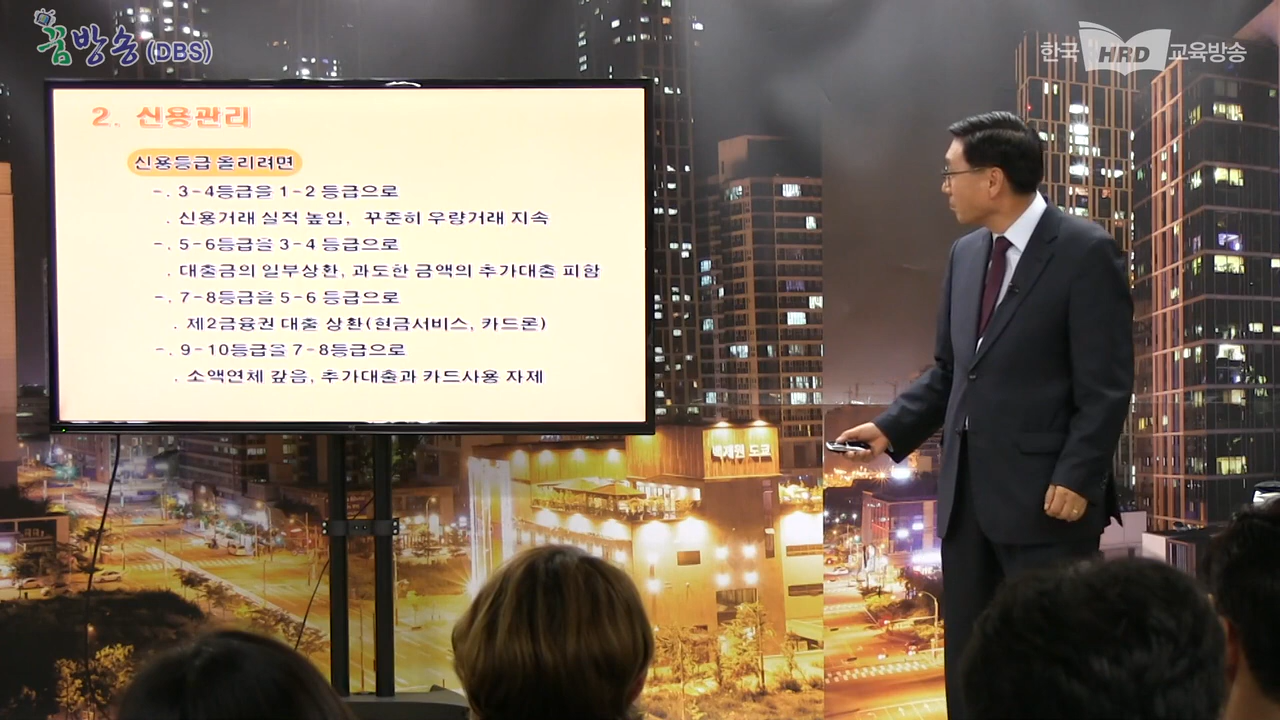 꿈방송(DBS)
한국 HRD 교육방송
2. 신용관리
신용등급 올리려면
-. 3-4등급을 1-2 등급으로
. 신용거래 실적 높임, 꾸준히 우량거래 지속
-. 5-6등급을 3-4 등급으로
. 대출금의 일부상환, 과도한 금액의 추가대출 피함
-. 7-8등급을 5-6 등급으로
. 제2금융권 대출 상환(현금서비스, 카드론)
-. 9-10등급을 7-8등급으로
. 소액연체 갚음, 추가대출과 카드사용 자제
백제원 도쿄